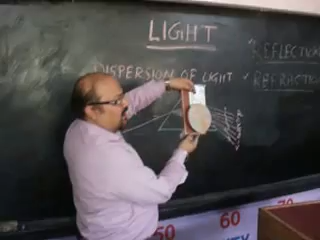 LIGHT
DISPERSION OF LIGHT
REFLECTION
REFRACTION
60
70